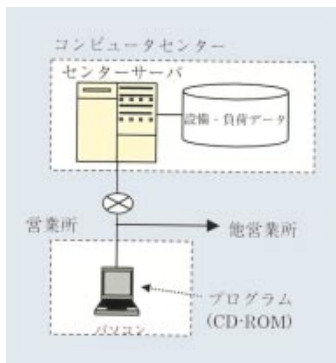 コンピュータセンター
センターサーバ
設備・負荷データ
営業所
他営業所
プログラム
(CD-ROM)
パソコン